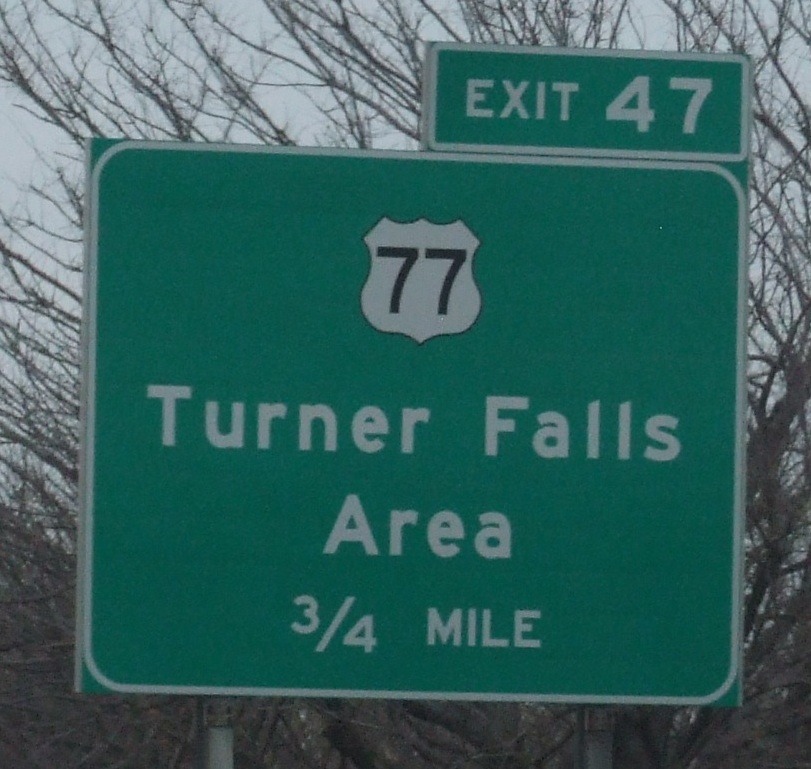 EXIT 47
77
Turner Falls
Area
3/4 MILE